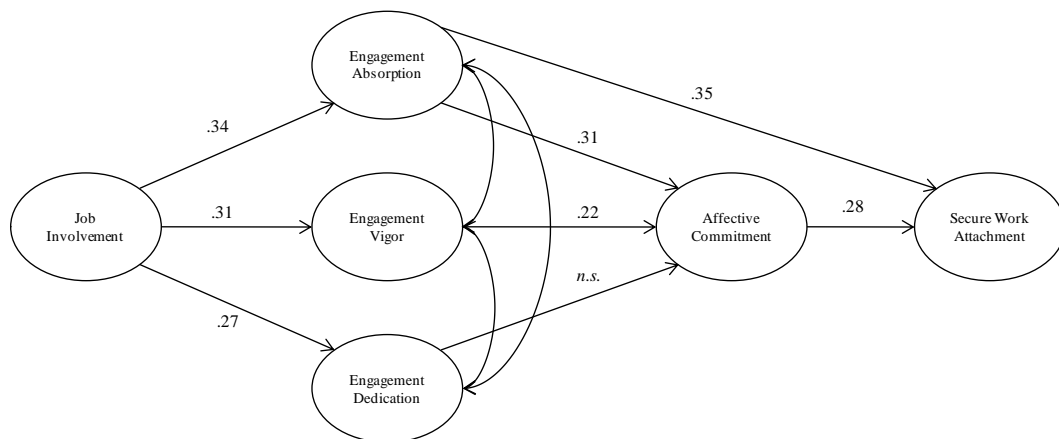 Engagement
Absorption
.35
.34
.31
Job
Involvement
.31
Engagement
Vigor
.22
Affective
Commitment
.28
Secure Work
Attachment
n.s.
.27
Engagement
Dedication